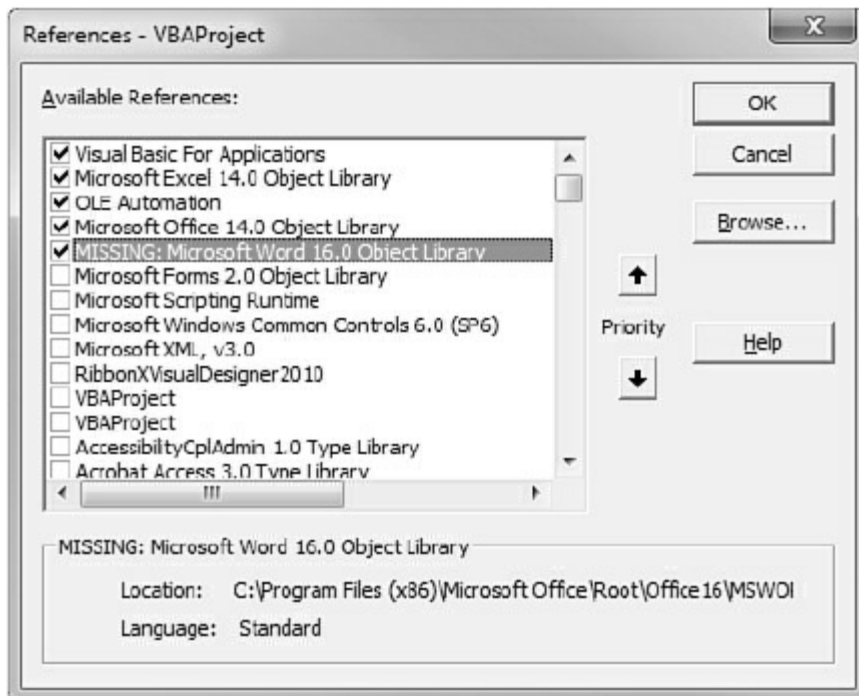 References - VBAProject
Available References:
OK
Cancel
Browse...
Priority
Help
Visual Basic For Applications
Microsoft Excel 14.0 Object Library
OLE Automation
Microsoft Office 14.0 Object Library
MISSING: Microsoft Word 16.0 Object Library
Microsoft Forms 2.0 Object Library
Microsoft Scripting Runtime
Microsoft Windows Common Controls 6.0 (SP6)
Microsoft XML, v3.0
RibbonXVisualDesigner2010
VBAProject
VBAProject
AccessibilityCplAdmin 1.0 Type Library
Acrobat Access 3.0 Type Library
MISSING: Microsoft Word 16.0 Object Library
Location: C:\Program Files (x86)\Microsoft Office\Root\Office16\MSWOI
Language: Standard